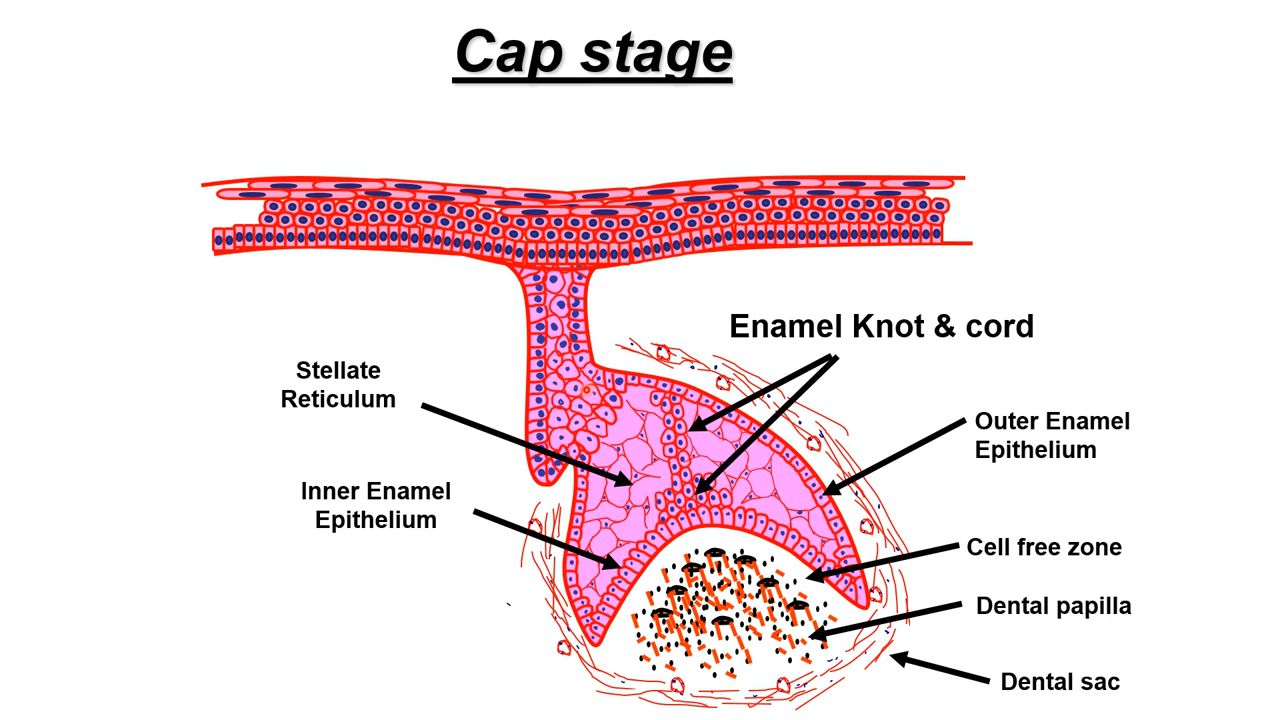 Cap stage
Enamel Knot & cord
Stellate
Reticulum
Outer Enamel
Epithelium
Inner Enamel
Epithelium
Cell free zone
Dental papilla
Dental sac